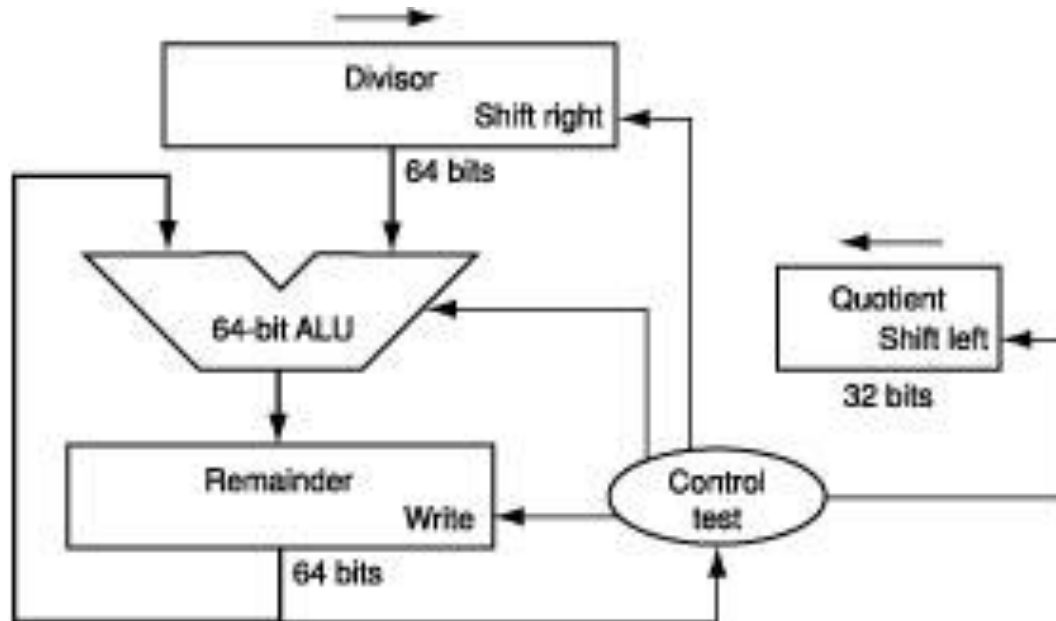 Divisor
Shift right
64 bits
64-bit ALU
Quotient
Shift left
32 bits
Remainder
Write
64 bits
Control
test